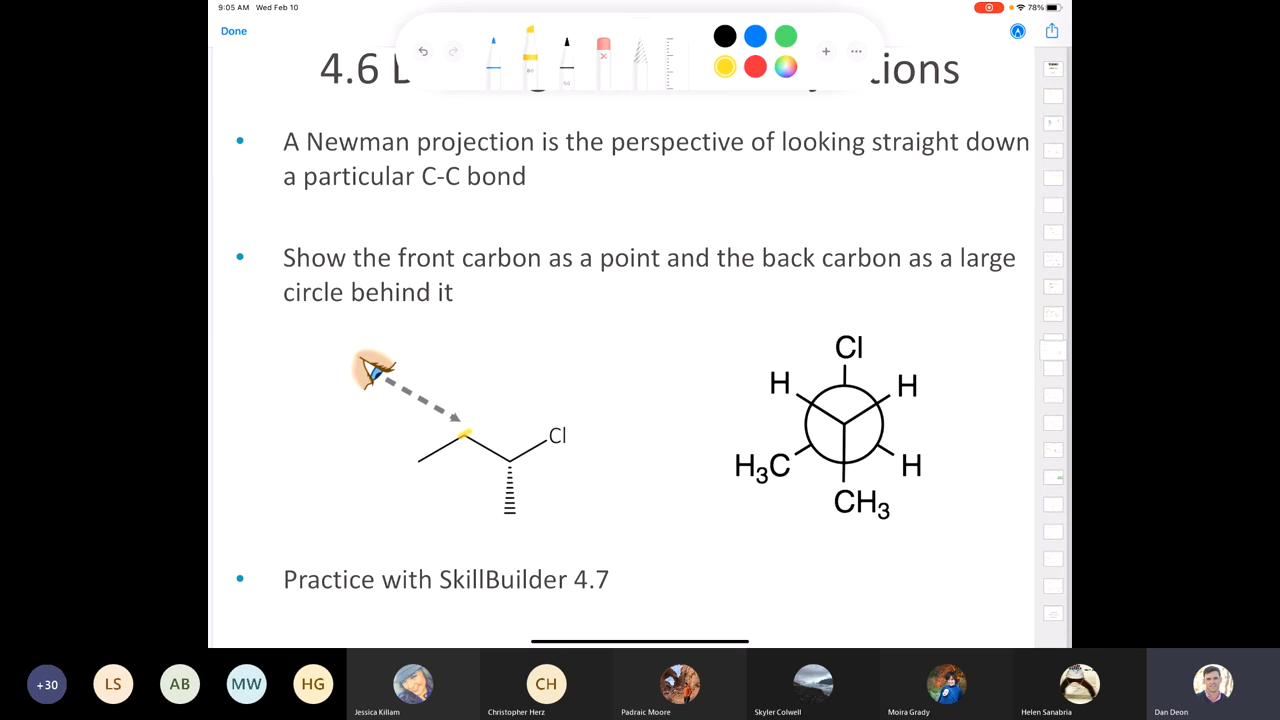 9:05 AM Wed Feb 10
78%
Done
4.6 D
tions
• A Newman projection is the perspective of looking straight down
a particular C-C bond
• Show the front carbon as a point and the back carbon as a large
circle behind it
Cl
H H
H3C H
CH3
Cl
• Practice with SkillBuilder 4.7
+30 LS AB MW HG CH
Jessica Killam Christopher Herz Padraic Moore Skyler Colwell Moira Grady Helen Sanabria Dan Deon